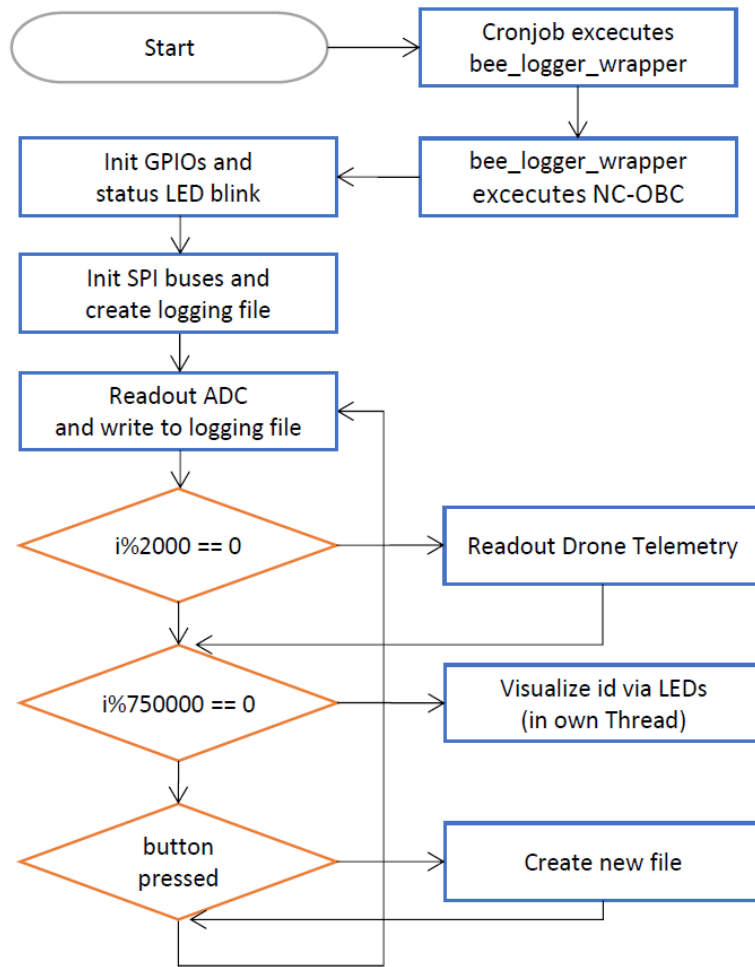 Start
Cronjob excecutes
bee_logger_wrapper
bee_logger_wrapper
excecutes NC-OBC
Init GPIOs and
status LED blink
Init SPI buses and
create logging file
Readout ADC
and write to logging file
i%2000 == 0
Readout Drone Telemetry
i%750000 == 0
Visualize id via LEDs
(in own Thread)
button
pressed
Create new file